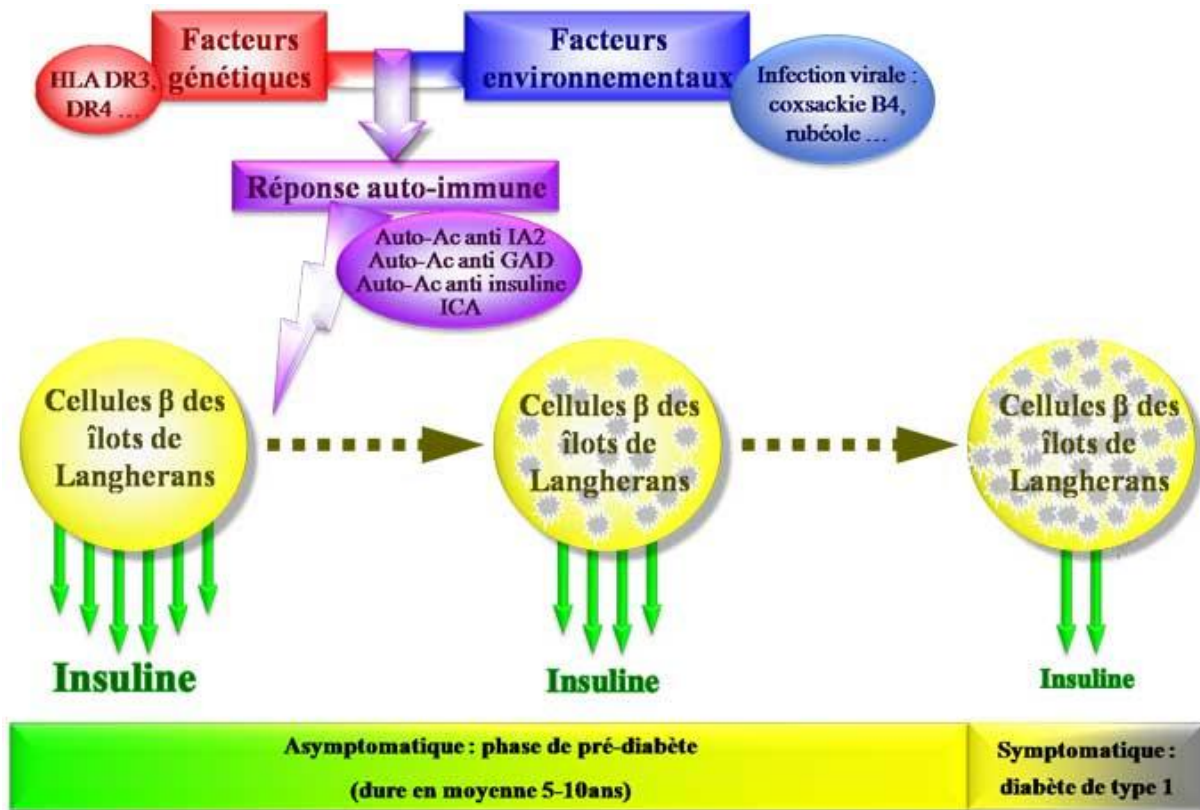 Facteurs
génétiques
HLA DR3,
DR4 ...
Facteurs
environnementaux
Infection virale :
coxsackie B4,
rubéole ...
Réponse auto-immune
Auto-Ac anti IA2
Auto-Ac anti GAD
Auto-Ac anti insuline
ICA
Cellules β des
îlots de
Langherans
Cellules β des
îlots de
Langherans
Cellules β des
îlots de
Langherans
Insuline
Insuline
Insuline
Asymptomatique : phase de pré-diabète
(dure en moyenne 5-10ans)
Symptomatique :
diabète de type 1